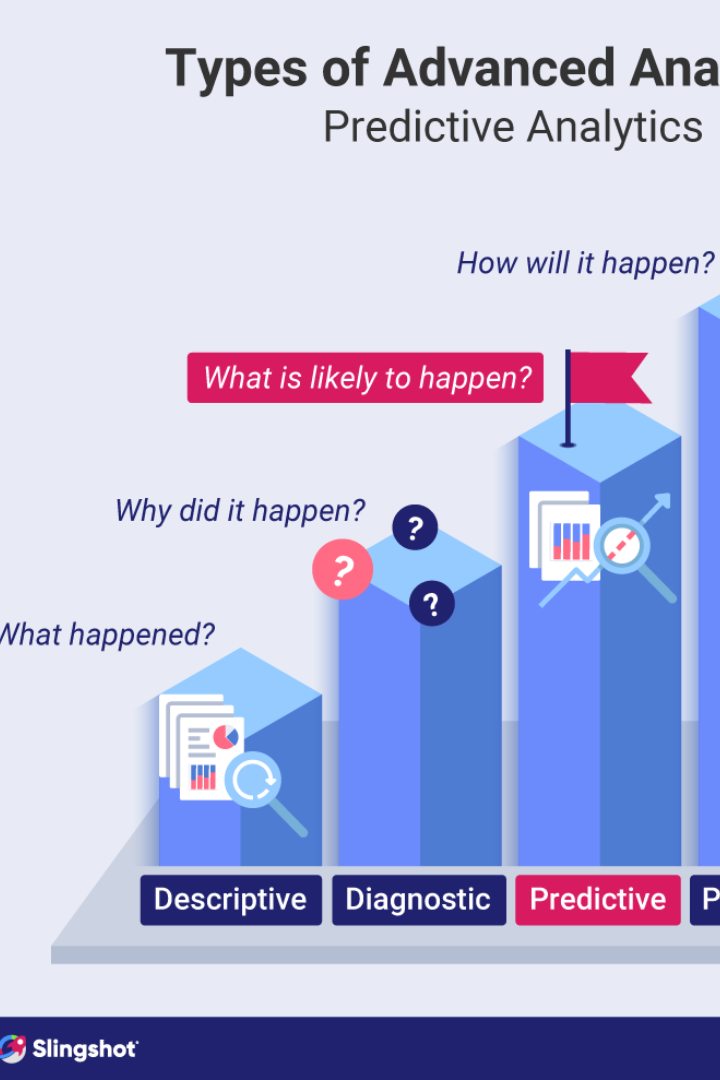 Types of Advanced Ana
Predictive Analytics
How will it happen?
What is likely to happen?
Why did it happen?
? ? ?
What happened?
Descriptive Diagnostic Predictive P
Slingshot